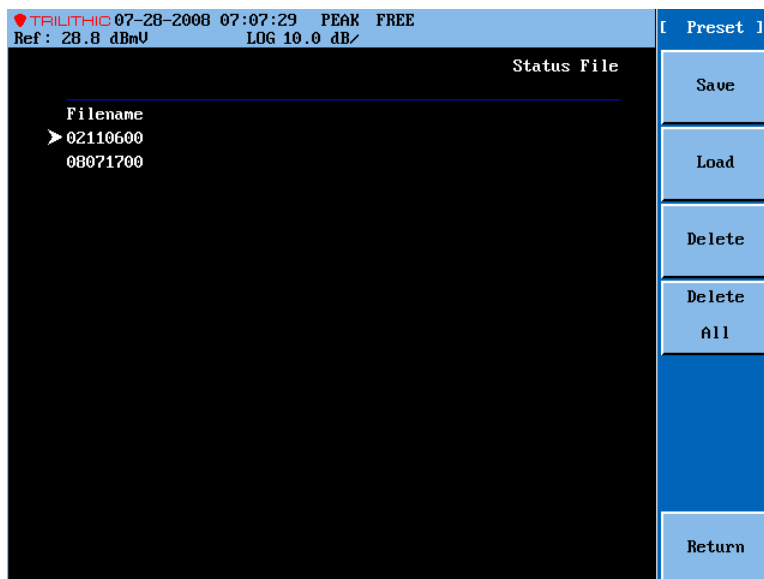 TRILITHIC 07-28-2008 07:07:29 PEAK FREE
Ref: 28.8 dBmV LOG 10.0 dB/
Status File
Filename
➤02110600
08071700
[ Preset ]
Save
Load
Delete
Delete
All
Return